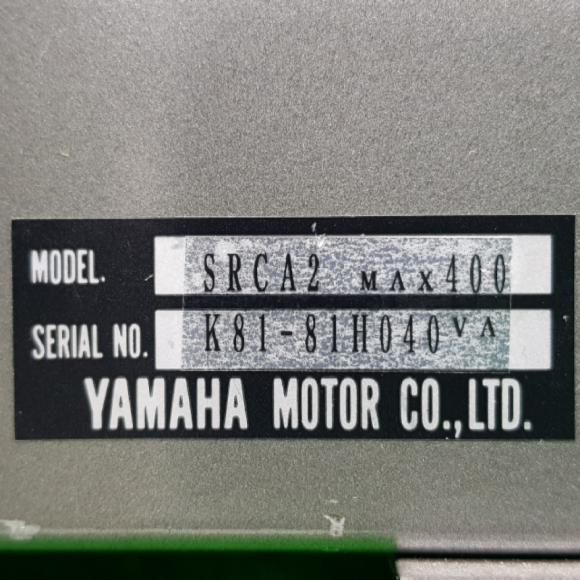 MODEL. SRCA2 MAX400
SERIAL NO. K81-81H040VA
YAMAHA MOTOR CO.,LTD.